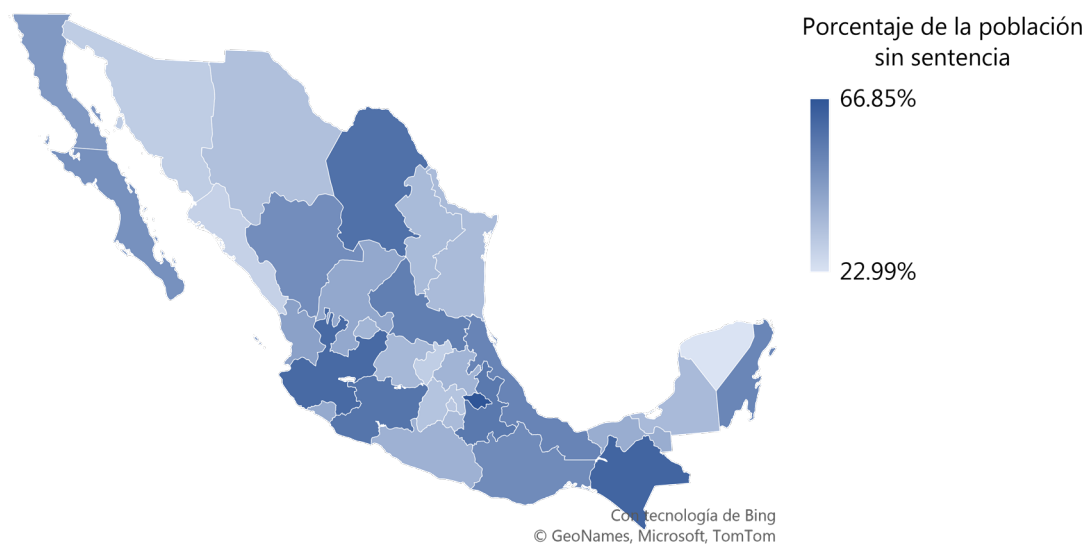 Porcentaje de la población
sin sentencia
66.85%
22.99%
Con tecnología de Bing
© GeoNames, Microsoft, TomTom